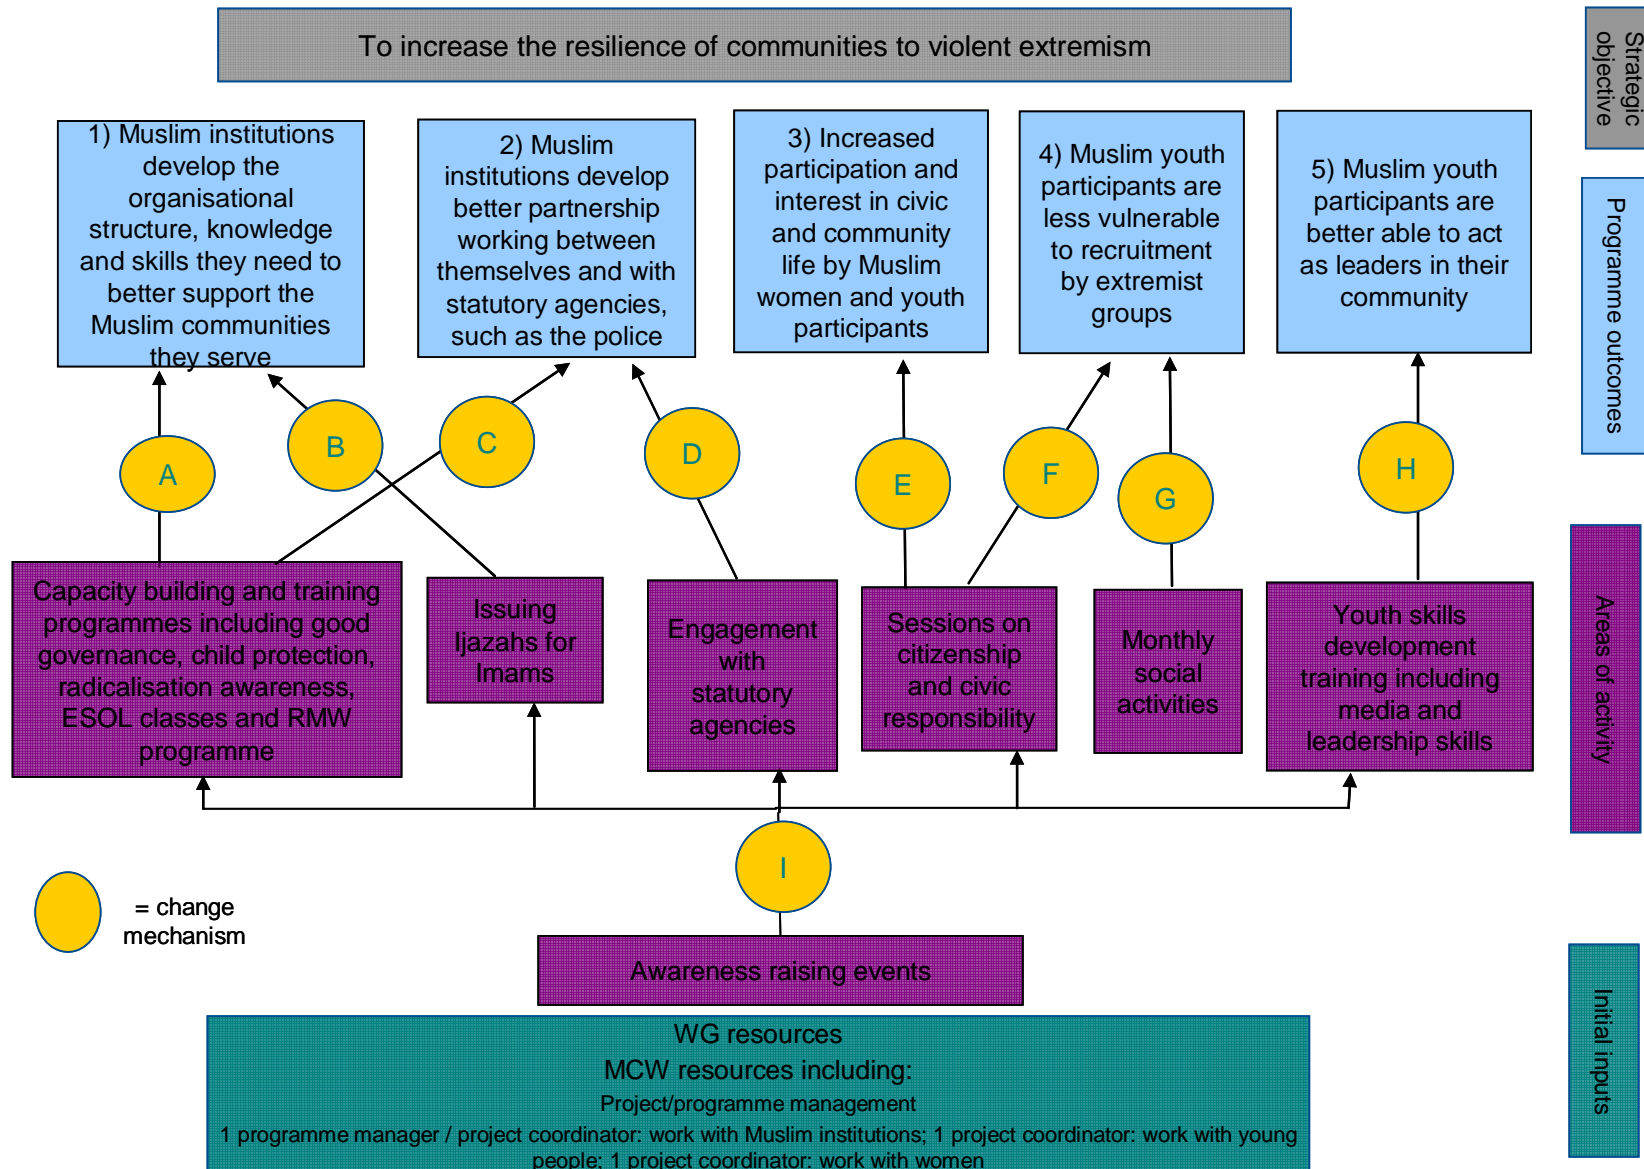 To increase the resilience of communities to violent extremism
Strategic
objective
1) Muslim institutions
develop the
organisational
structure, knowledge
and skills they need to
better support the
Muslim communities
they serve
2) Muslim
institutions develop
better partnership
working between
themselves and with
statutory agencies,
such as the police
3) Increased
participation and
interest in civic
and community
life by Muslim
women and youth
participants
4) Muslim youth
participants are
less vulnerable
to recruitment
by extremist
groups
5) Muslim youth
participants are
better able to act
as leaders in their
community
Programme outcomes
A
B
C
D
E
F
G
H
Capacity building and training
programmes including good
governance, child protection,
radicalisation awareness,
ESOL classes and RMW
programme
Issuing
Ijazahs for
Imams
Engagement
with
statutory
agencies
Sessions on
citizenship
and civic
responsibility
Monthly
social
activities
Youth skills
development
training including
media and
leadership skills
Areas of activity
I
= change
mechanism
Awareness raising events
WG resources
MCW resources including:
Project/programme management
1 programme manager / project coordinator: work with Muslim institutions; 1 project coordinator: work with young
people; 1 project coordinator: work with women
Initial inputs